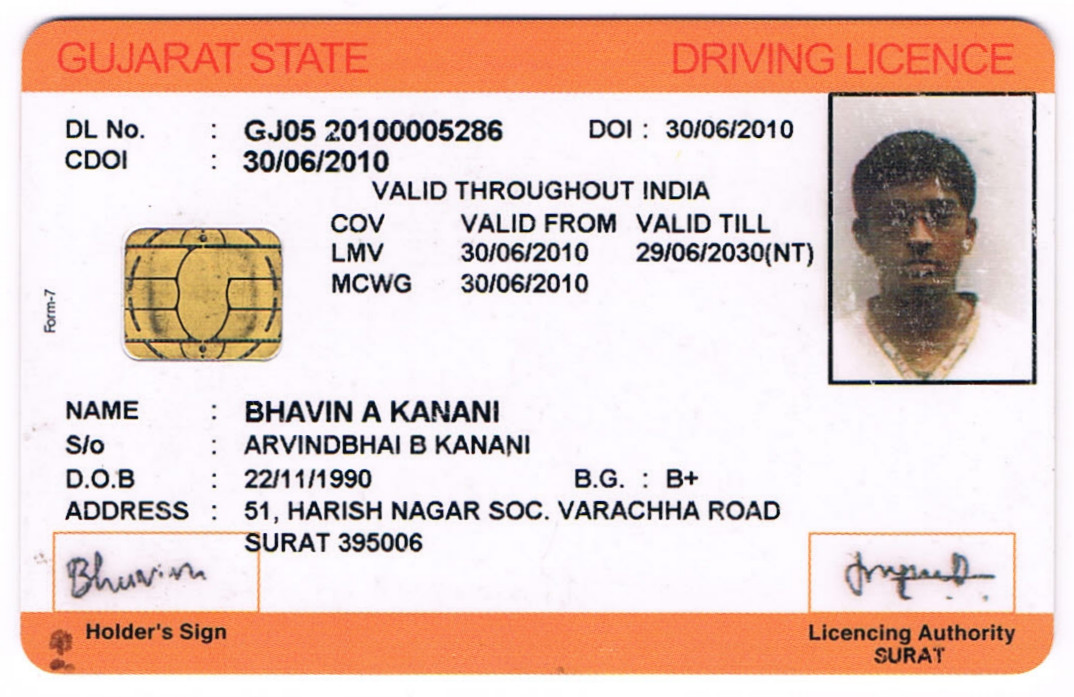 GUJARAT STATE DRIVING LICENCE
DL No. : GJ05 20100005286 DOI : 30/06/2010
CDOI : 30/06/2010
VALID THROUGHOUT INDIA
COV VALID FROM VALID TILL
LMV 30/06/2010 29/06/2030(NT)
MCWG 30/06/2010
Form-7
NAME : BHAVIN A KANANI
S/o : ARVINDBHAI B KANANI
D.O.B : 22/11/1990 B.G. : B+
ADDRESS : 51, HARISH NAGAR SOC. VARACHHA ROAD
SURAT 395006
Bhavin
Holder's Sign
Licencing Authority
SURAT